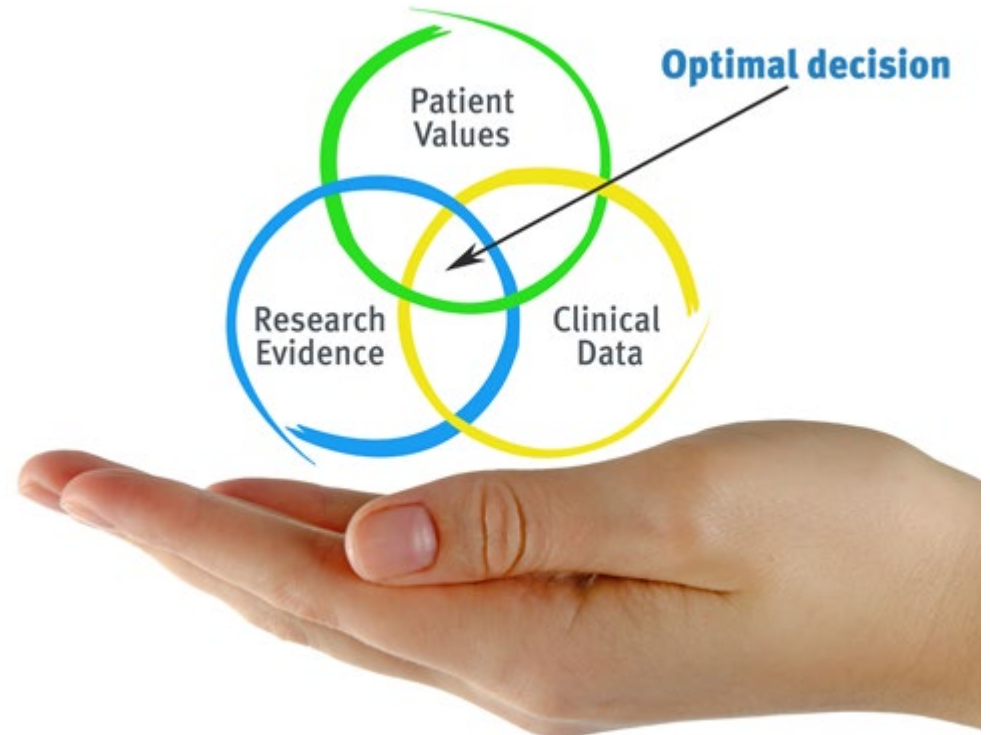 Patient
Values
Optimal decision
Research
Evidence
Clinical
Data